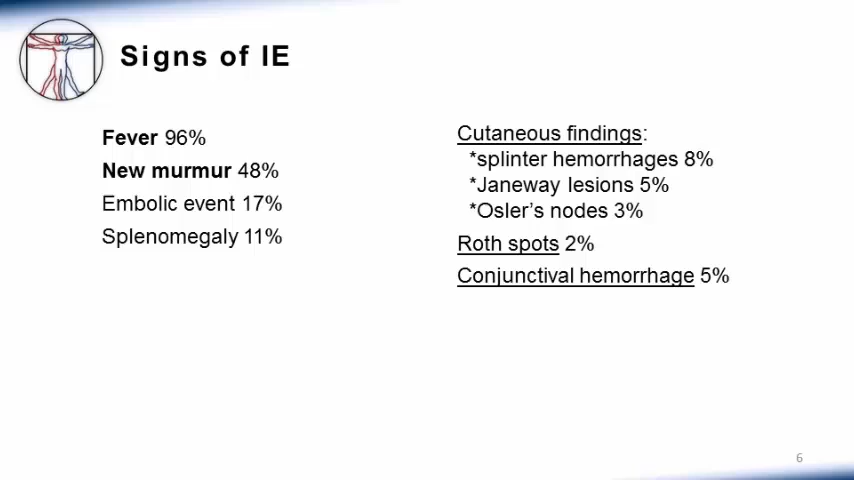 Signs of IE
Fever 96%
New murmur 48%
Embolic event 17%
Splenomegaly 11%
Cutaneous findings:
*splinter hemorrhages 8%
*Janeway lesions 5%
*Osler’s nodes 3%
Roth spots 2%
Conjunctival hemorrhage 5%
6